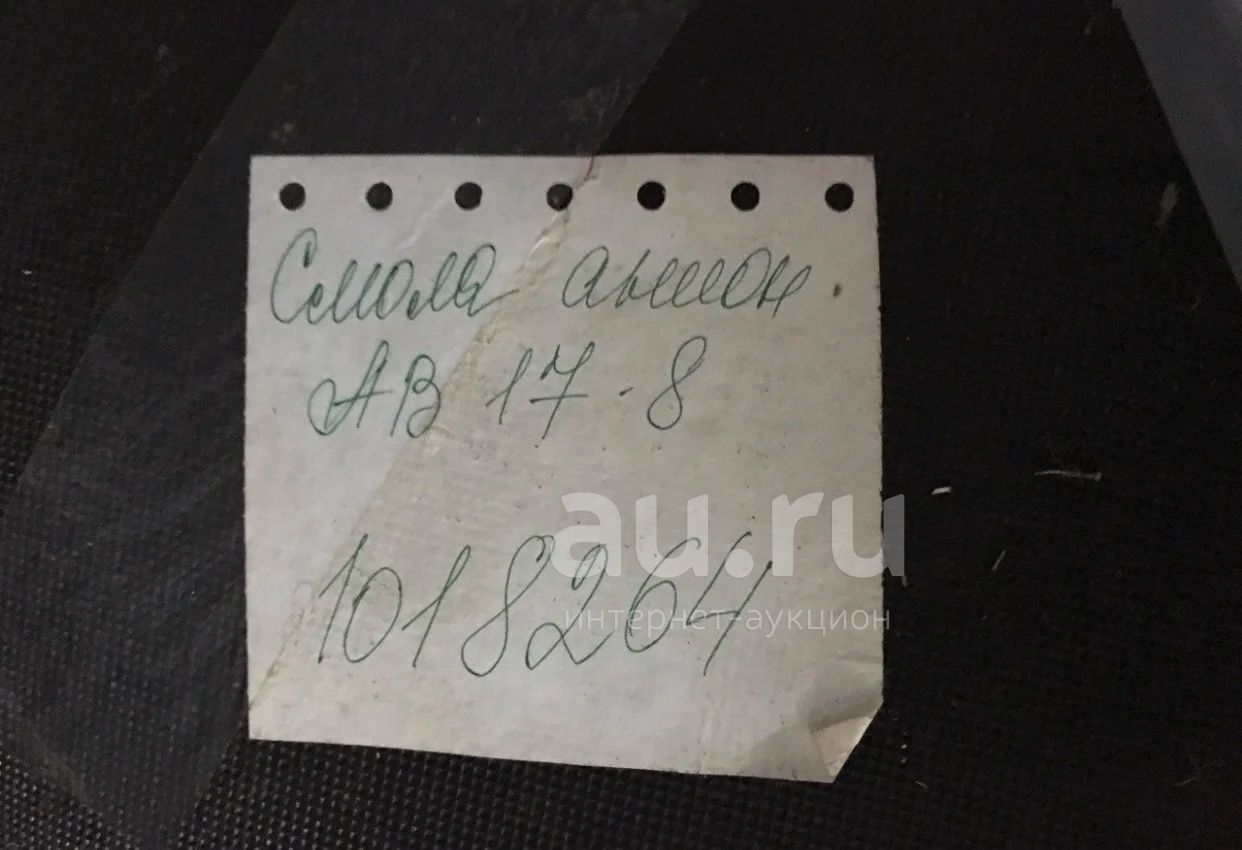 Смола анион.
АВ 17-8
1018264
au.ru
интернет-аукцион